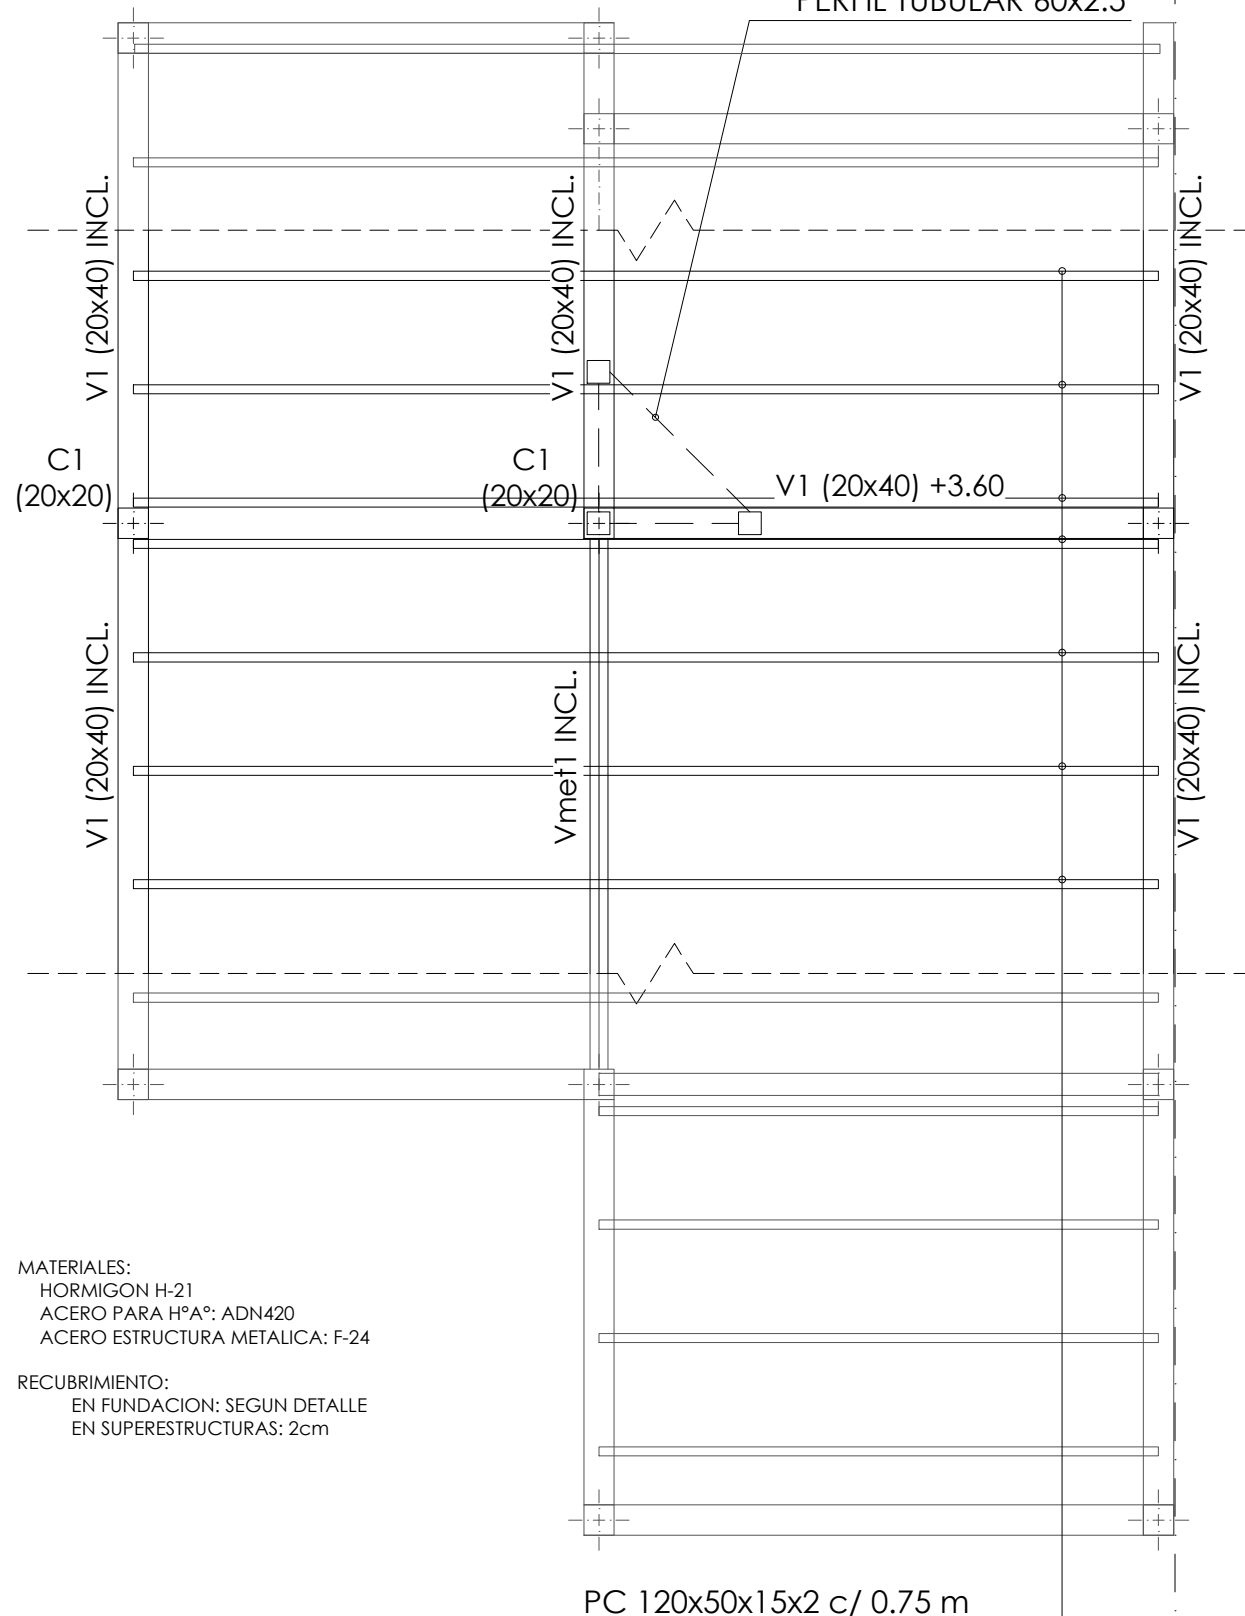 PERFIL TUBULAR 80x2.5
V1 (20x40) INCL.
V1 (20x40) INCL.
V1 (20x40) INCL.
C1
(20x20)
C1
(20x20)
V1 (20x40) +3.60
V1 (20x40) INCL.
Vmet1 INCL.
V1 (20x40) INCL.
MATERIALES:
HORMIGON H-21
ACERO PARA H°A°: ADN420
ACERO ESTRUCTURA METALICA: F-24
RECUBRIMIENTO:
EN FUNDACION: SEGUN DETALLE
EN SUPERESTRUCTURAS: 2cm
PC 120x50x15x2 c/ 0.75 m